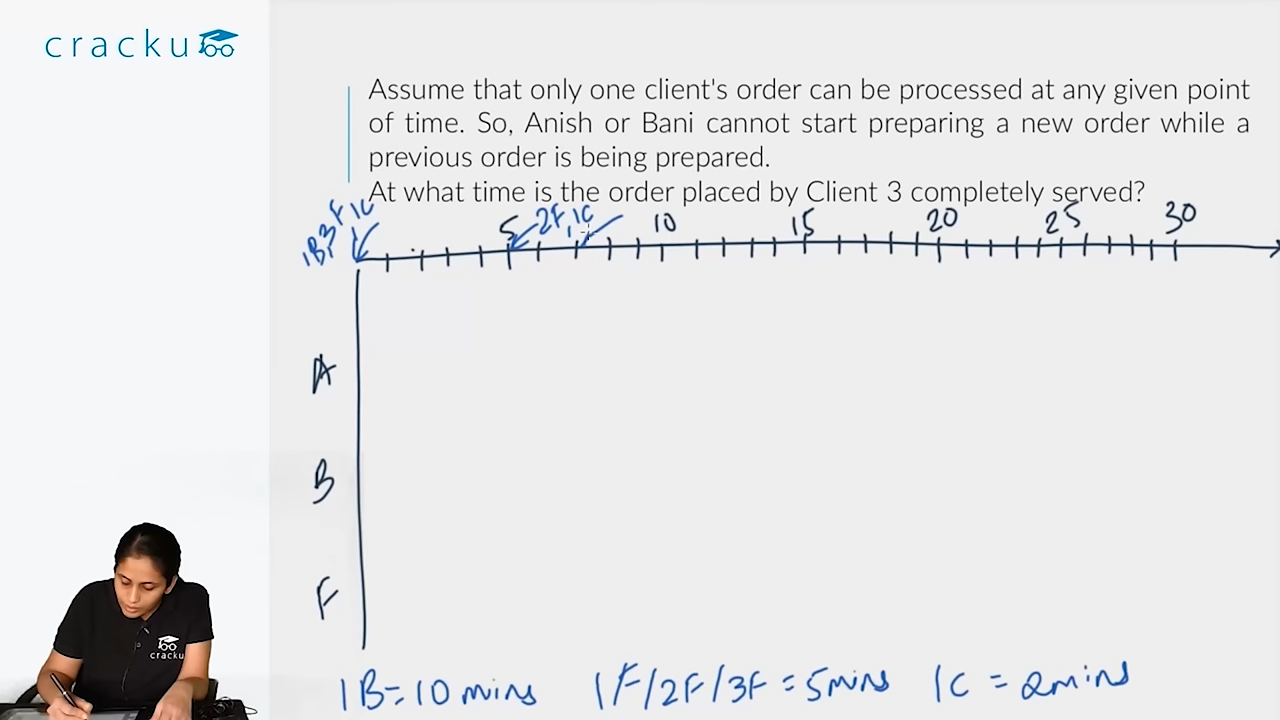 cracku
Assume that only one client's order can be processed at any given point
of time. So, Anish or Bani cannot start preparing a new order while a
previous order is being prepared.
At what time is the order placed by Client 3 completely served?
1B, 3F 1C
5 2F, 1C 10 15 20 25 30
A
B
F
cracku
1B = 10 mins 1F/2F/3F = 5 mins 1C = 2 mins